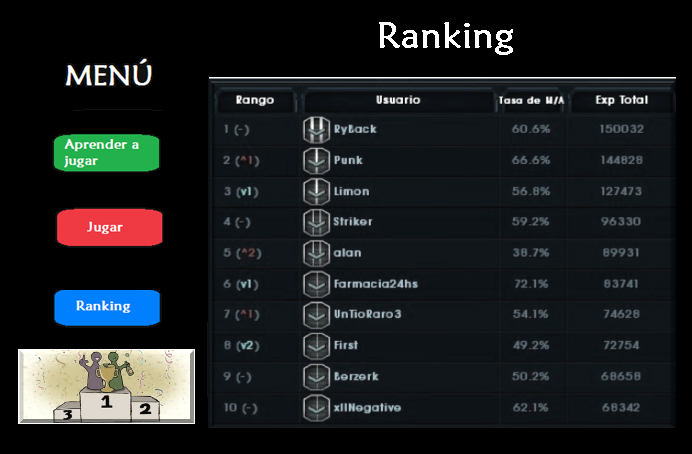 Ranking
MENÚ
Aprender a
jugar
Jugar
Ranking
3 1 2
Rango Usuario Tasa de M/A Exp Total
1 (-) RyBack 60.6% 150032
2 (^1) Punk 66.6% 144828
3 (v1) Limon 56.8% 127473
4 (-) Striker 59.2% 96330
5 (^2) alan 38.7% 89931
6 (v1) Farmacia24hs 72.1% 83741
7 (^1) UnTioRaro3 54.1% 74628
8 (v2) First 49.2% 72754
9 (-) Berzerk 50.2% 68658
10 (-) xllNegative 62.1% 68342